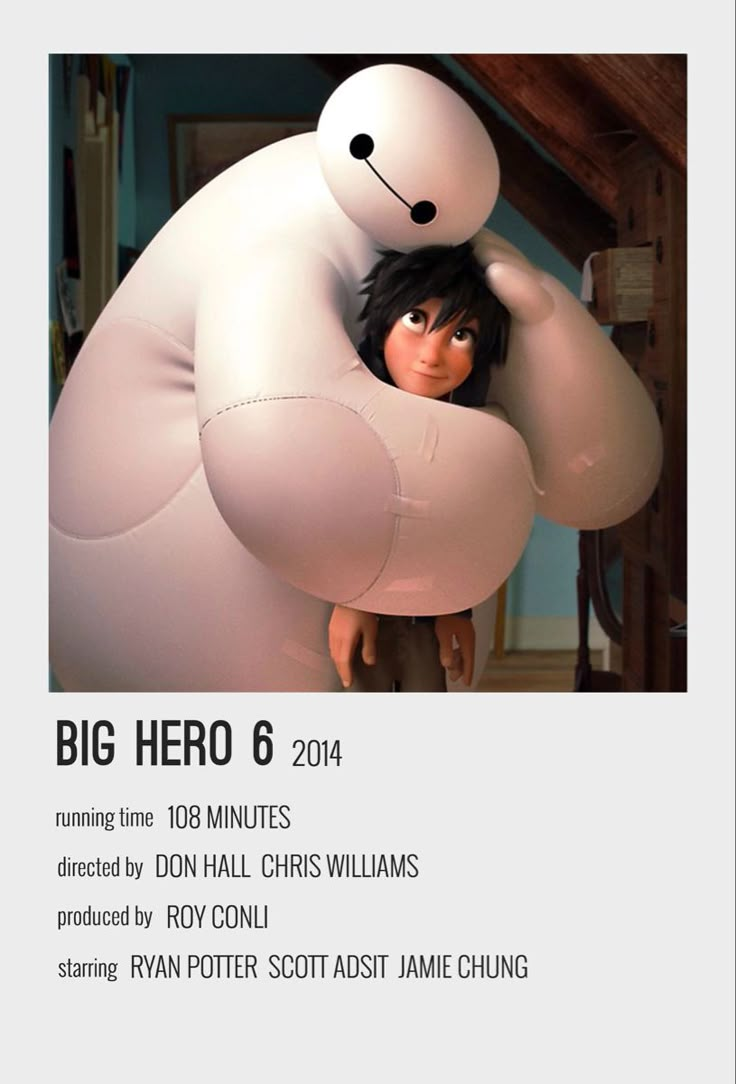 BIG HERO 6 2014
running time 108 MINUTES
directed by DON HALL CHRIS WILLIAMS
produced by ROY CONLI
starring RYAN POTTER SCOTT ADSIT JAMIE CHUNG